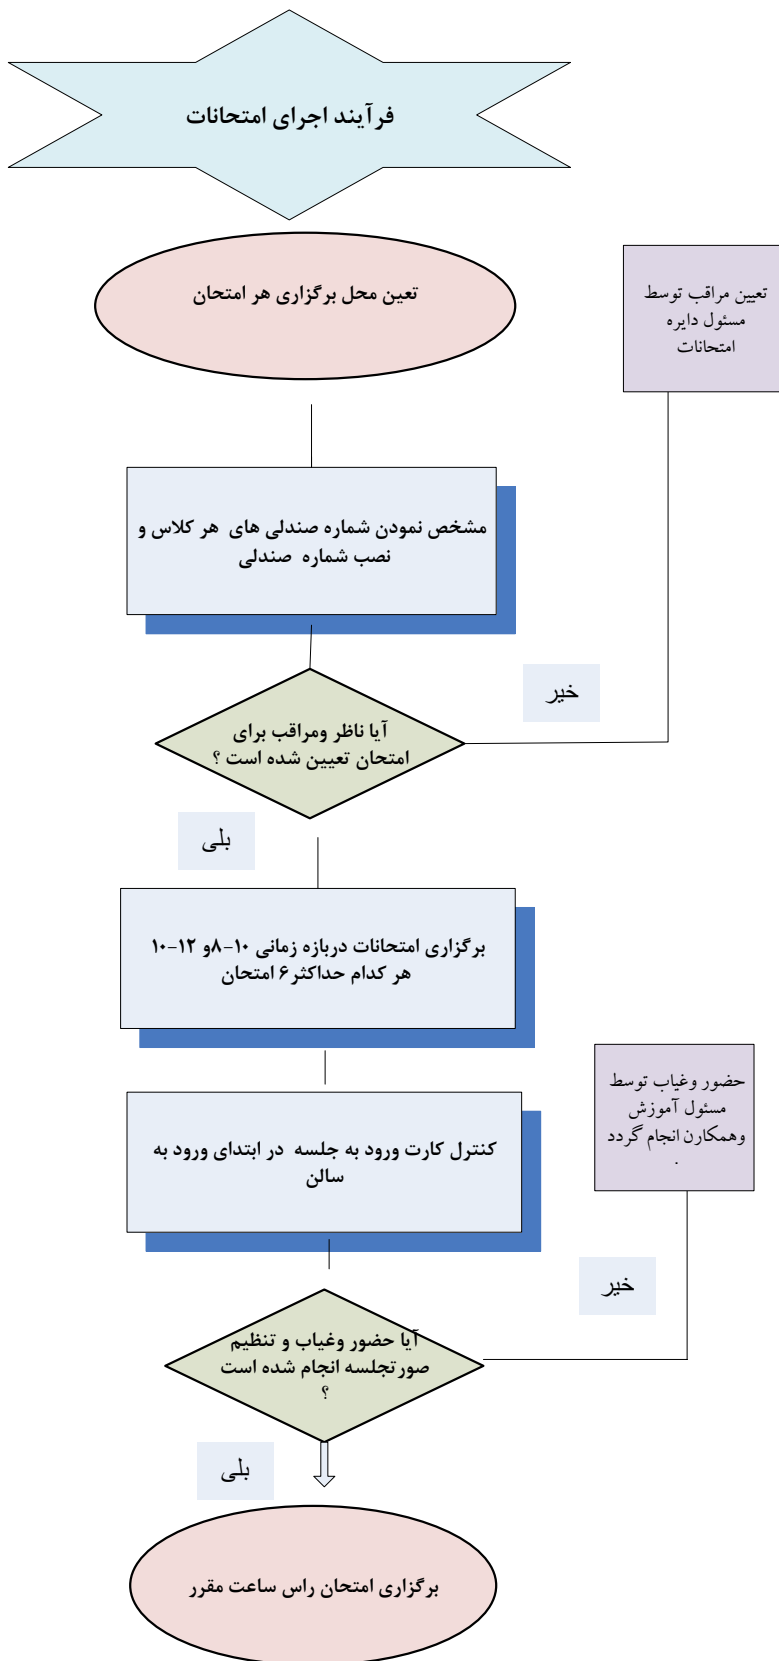 فرآیند اجرای امتحانات
تعین محل برگزاری هر امتحان
تعیین مراقب توسط
مسئول دایره
امتحانات
مشخص نمودن شماره صندلی های هر کلاس و
نصب شماره صندلی
خیر
آیا ناظر ومراقب برای
امتحان تعیین شده است ؟
بلی
برگزاری امتحانات دربازه زمانی ۱۰-۸و ۱۲-۱۰
هر کدام حداکثر۶ امتحان
حضور وغیاب توسط
مسئول آموزش
وهمکارن انجام گردد
.
کنترل کارت ورود به جلسه در ابتدای ورود به
سالن
خیر
آیا حضور وغیاب و تنظیم
صورتجلسه انجام شده است
؟
بلی
برگزاری امتحان راس ساعت مقرر